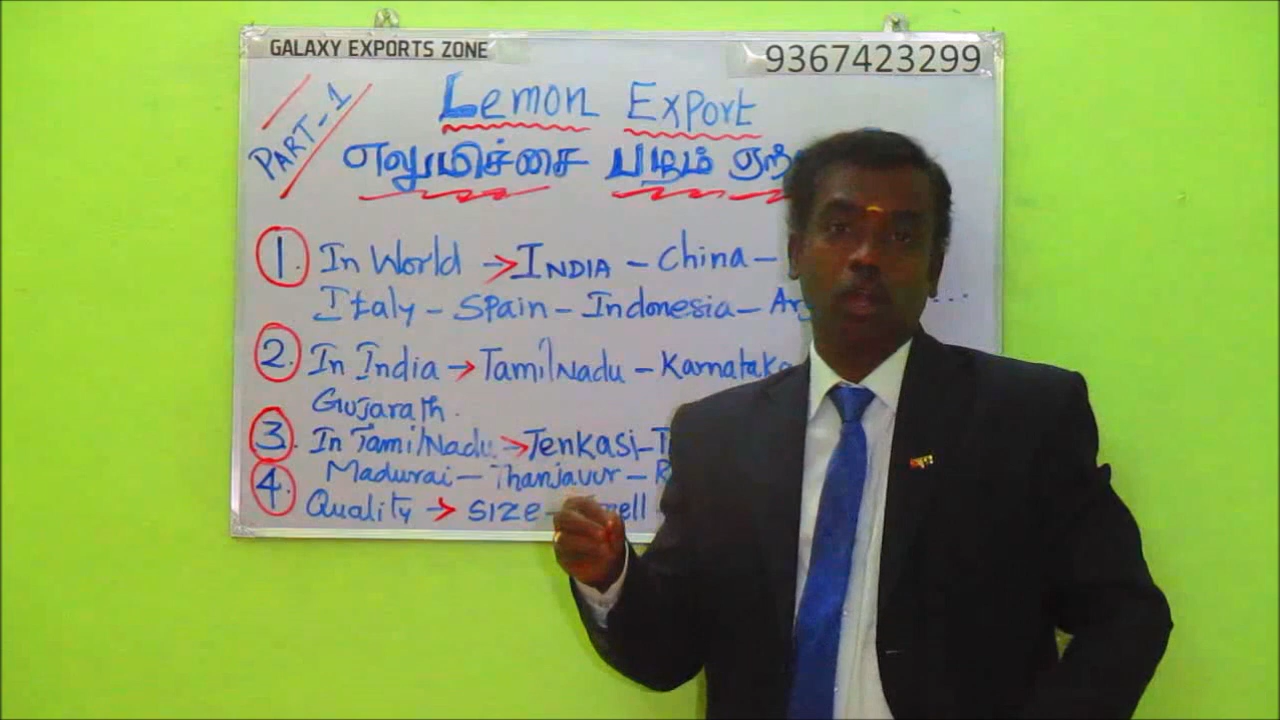 GALAXY EXPORTS ZONE
9367423299
PART-1
Lemon Export
எலுமிச்சை பழம்
1. In World → INDIA - China -
Italy - Spain - Indonesia -
2. In India → TamilNadu - Karnataka
Gujarath.
3. In TamilNadu → Tenkasi -
Madurai - Thanjavur -
4. Quality → SIZE -